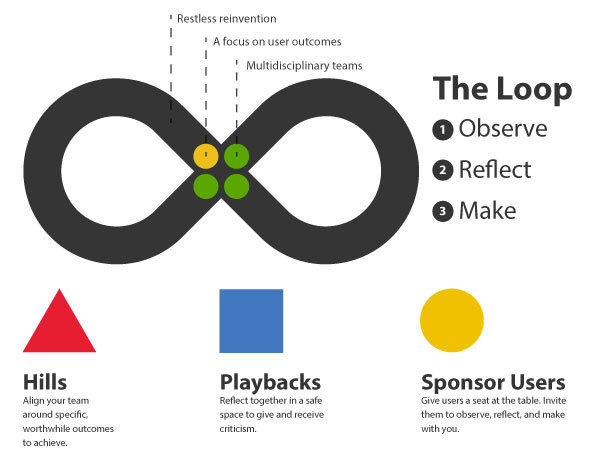 Restless reinvention
A focus on user outcomes
Multidisciplinary teams
The Loop
1 Observe
2 Reflect
3 Make
Hills
Align your team
around specific,
worthwhile outcomes
to achieve.
Playbacks
Reflect together in a safe
space to give and receive
criticism.
Sponsor Users
Give users a seat at the table. Invite
them to observe, reflect, and make
with you.